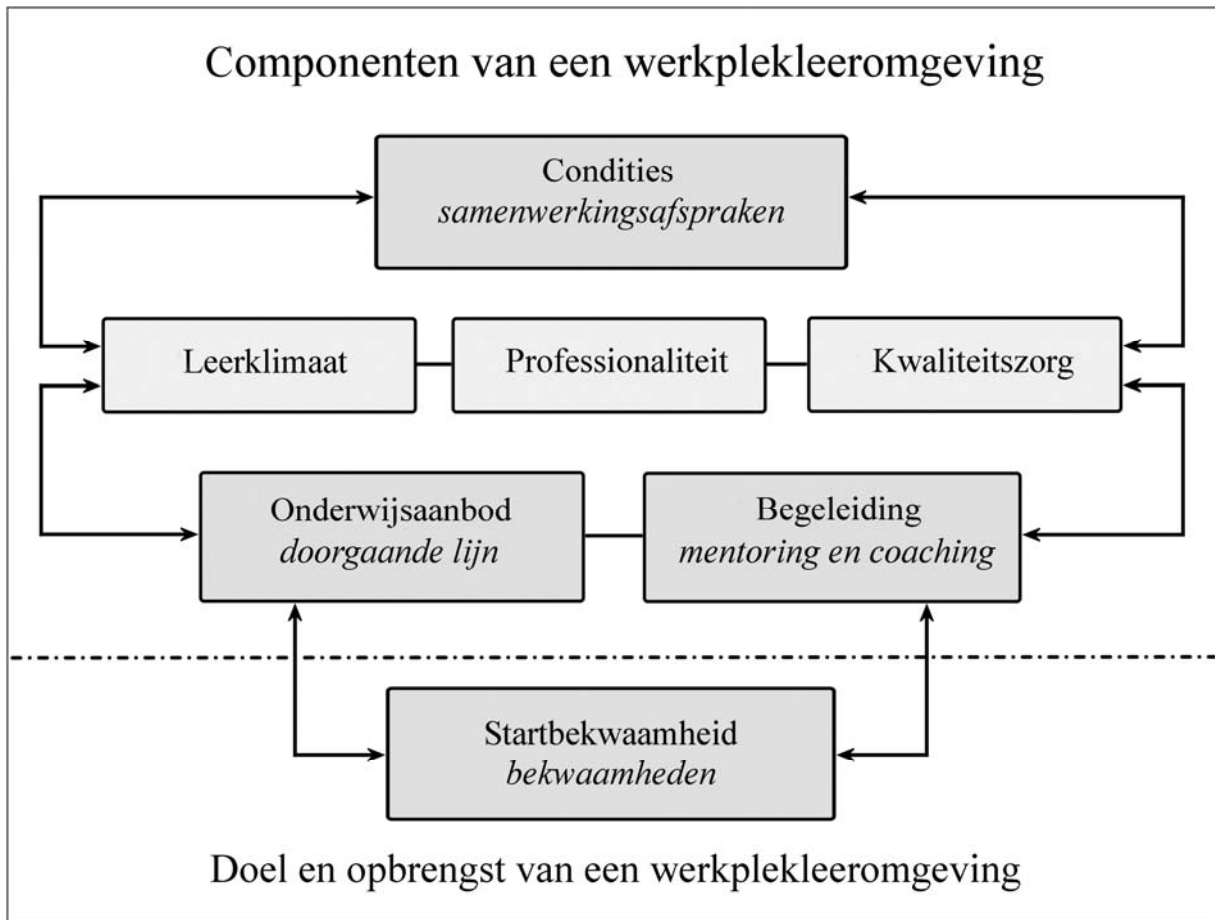 Componenten van een werkplekleeromgeving
Condities
samenwerkingsafspraken
Leerklimaat
Professionaliteit
Kwaliteitszorg
Onderwijsaanbod
doorgaande lijn
Begeleiding
mentoring en coaching
Startbekwaamheid
bekwaamheden
Doel en opbrengst van een werkplekleeromgeving